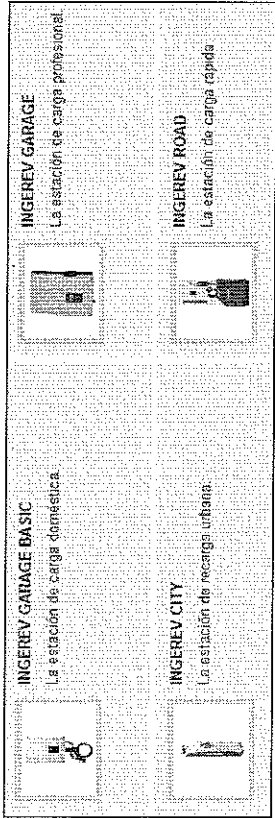 INGEREV GARAGE BASIC
La estación de carga doméstica.
INGEREV GARAGE
La estación de carga profesional.
INGEREV CITY
La estación de recarga urbana.
INGEREV ROAD
La estación de carga rápida